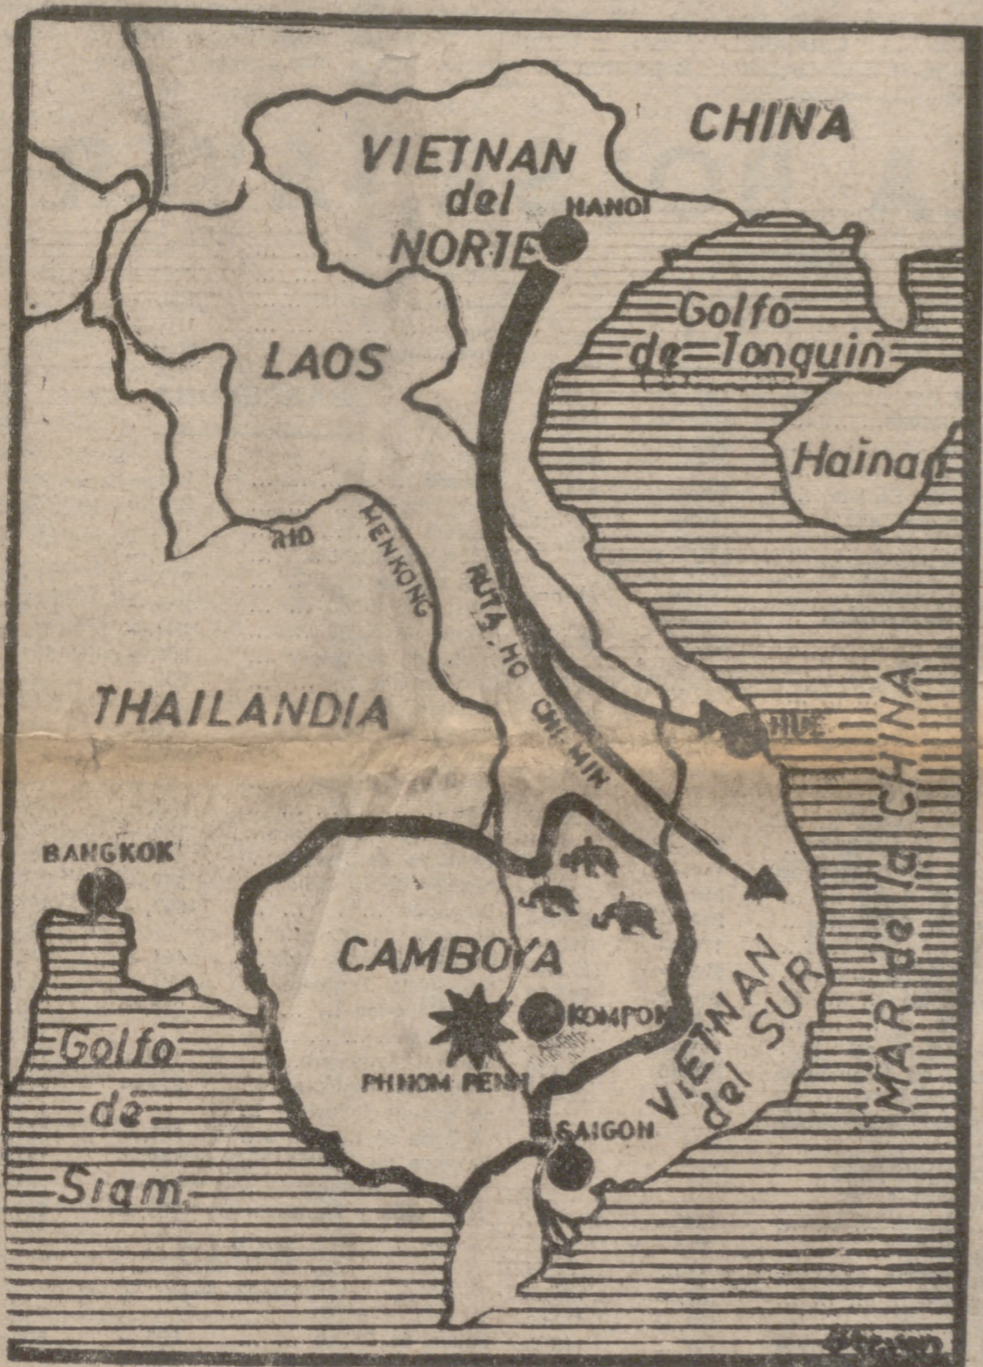 CHINA
VIETNAN
del
NORTE
HANOI
Golfo
de Tonquin
LAOS
Hainan
RIO
MENKONG
RUTA HO CHI-MIN
THAILANDIA
HUE
MAR de la CHINA
BANGKOK
CAMBOYA
KOMPON
VIETNAN
del SUR
Golfo
de
Siam
PHNOM PENH
SAIGON